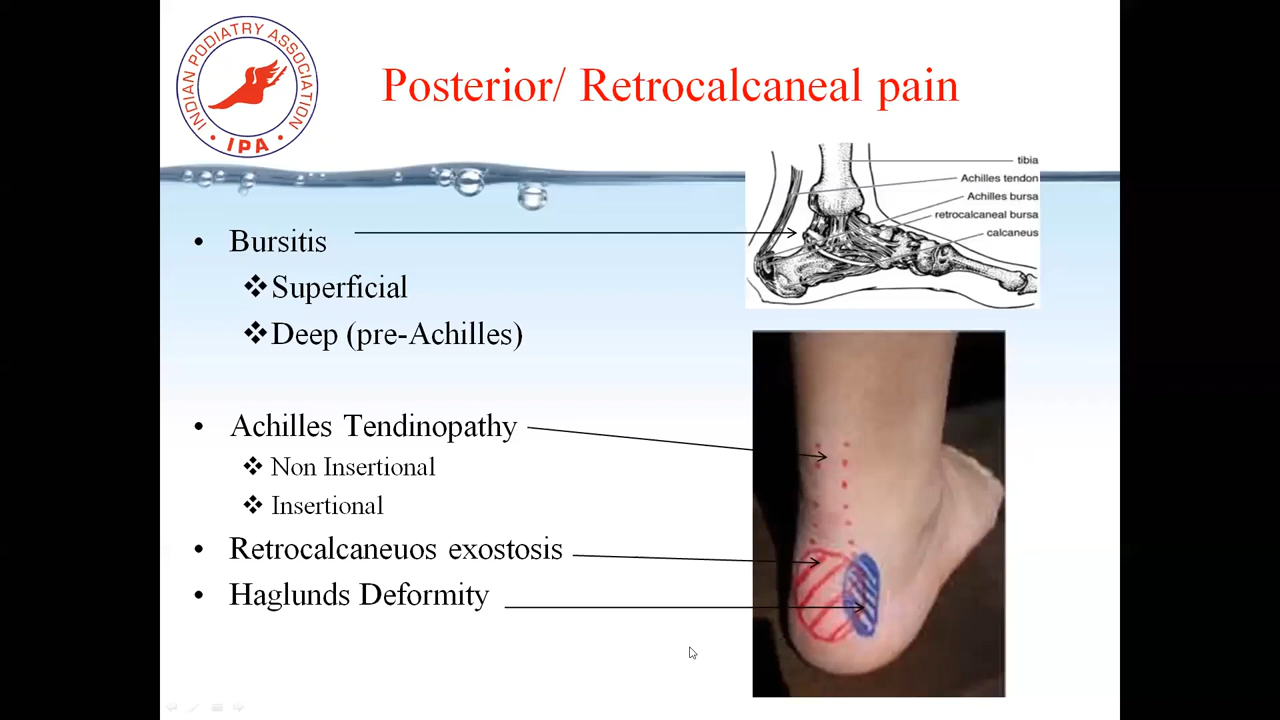 INDIAN PODIATRY ASSOCIATION
• IPA •
Posterior/ Retrocalcaneal pain
tibia
Achilles tendon
Achilles bursa
retrocalcaneal bursa
calcaneus
• Bursitis
❖Superficial
❖Deep (pre-Achilles)
• Achilles Tendinopathy
❖ Non Insertional
❖ Insertional
• Retrocalcaneuos exostosis
• Haglunds Deformity